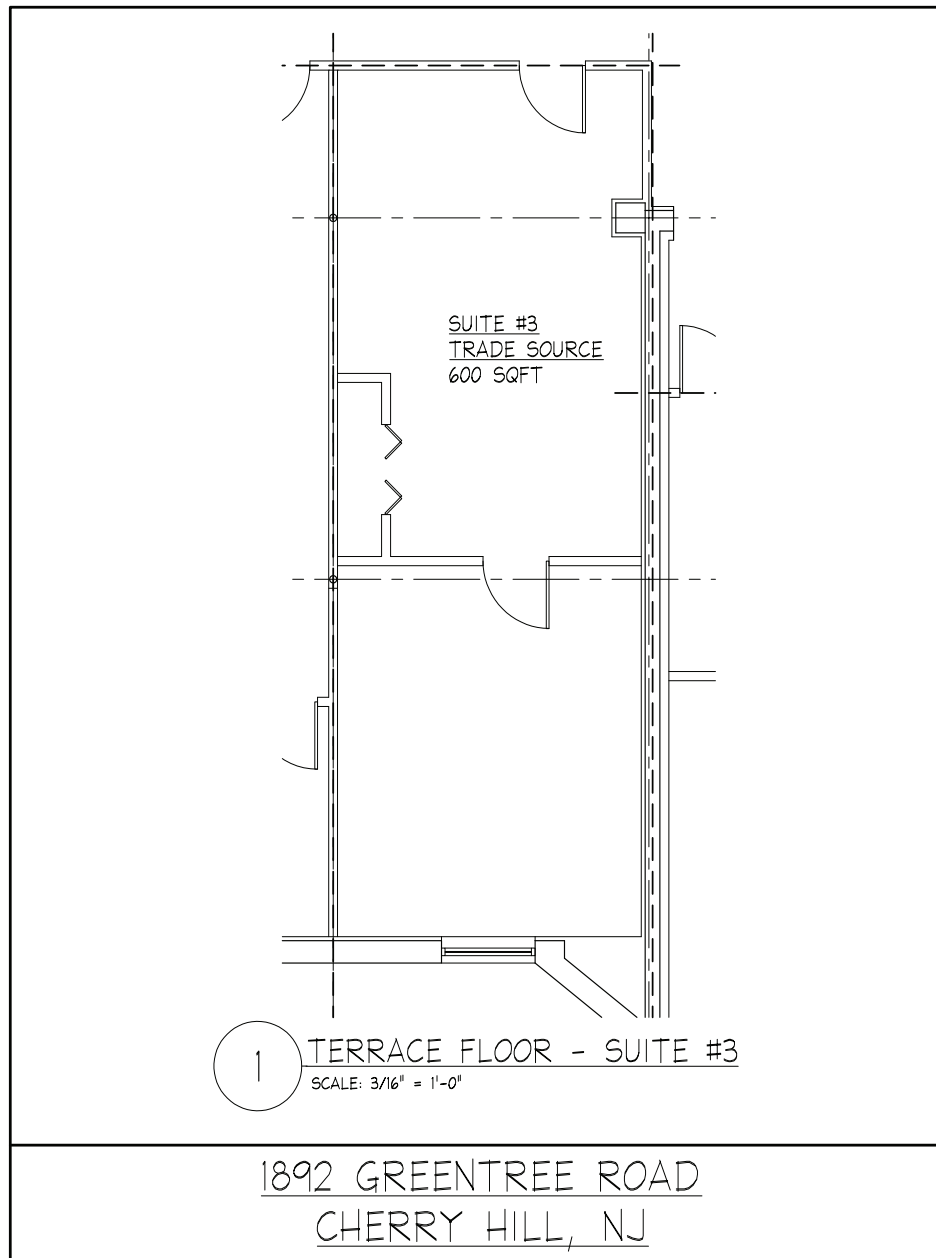 SUITE #3
TRADE SOURCE
600 SQFT
1
TERRACE FLOOR - SUITE #3
SCALE: 3/16" = 1'-0"
1892 GREENTREE ROAD
CHERRY HILL, NJ